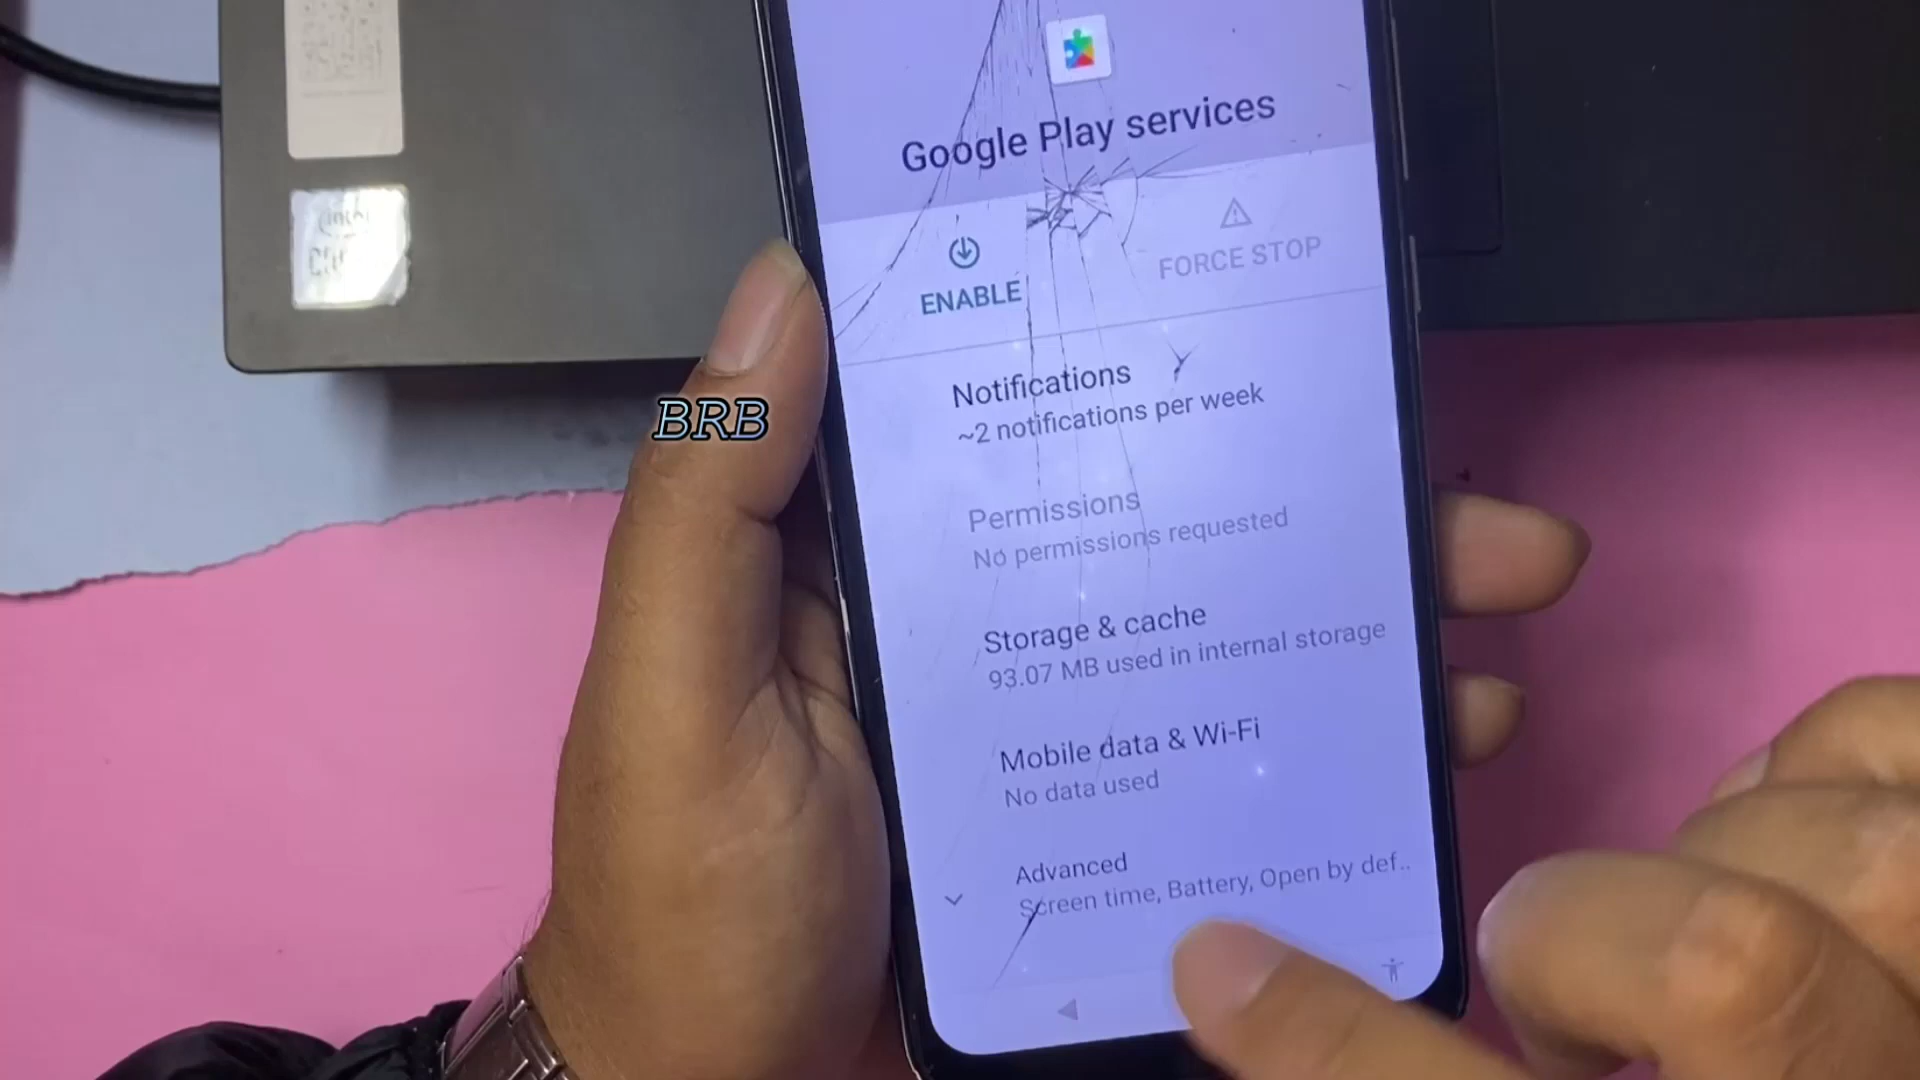 Google Play services
ENABLE
FORCE STOP
Notifications
~2 notifications per week
BRB
Permissions
No permissions requested
Storage & cache
93.07 MB used in internal storage
Mobile data & Wi-Fi
No data used
Advanced
Screen time, Battery, Open by def..